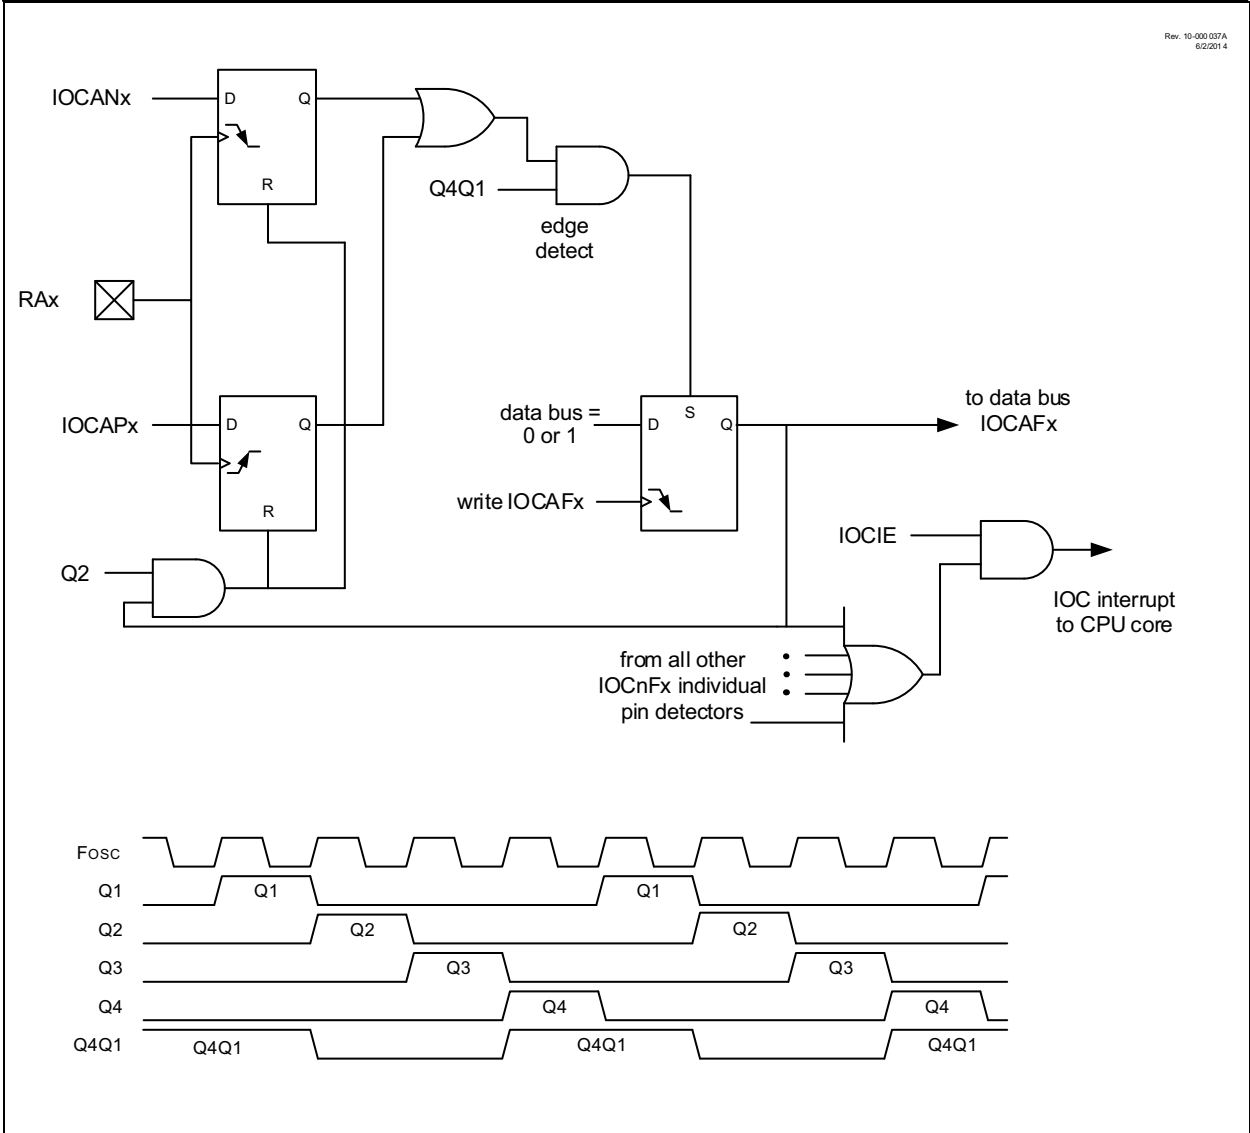 Rev. 10-000 037A
6/2/201 4
IOCANx
D
Q
R
Q4Q1
edge
detect
RAx
IOCAPx
D
Q
R
data bus =
0 or 1
S
D
Q
to data bus
IOCAFx
write IOCAFx
IOCIE
Q2
IOC interrupt
to CPU core
from all other
IOCnFx individual
pin detectors
FOSC
Q1
Q1
Q1
Q2
Q2
Q2
Q3
Q3
Q3
Q4
Q4
Q4
Q4Q1
Q4Q1
Q4Q1
Q4Q1